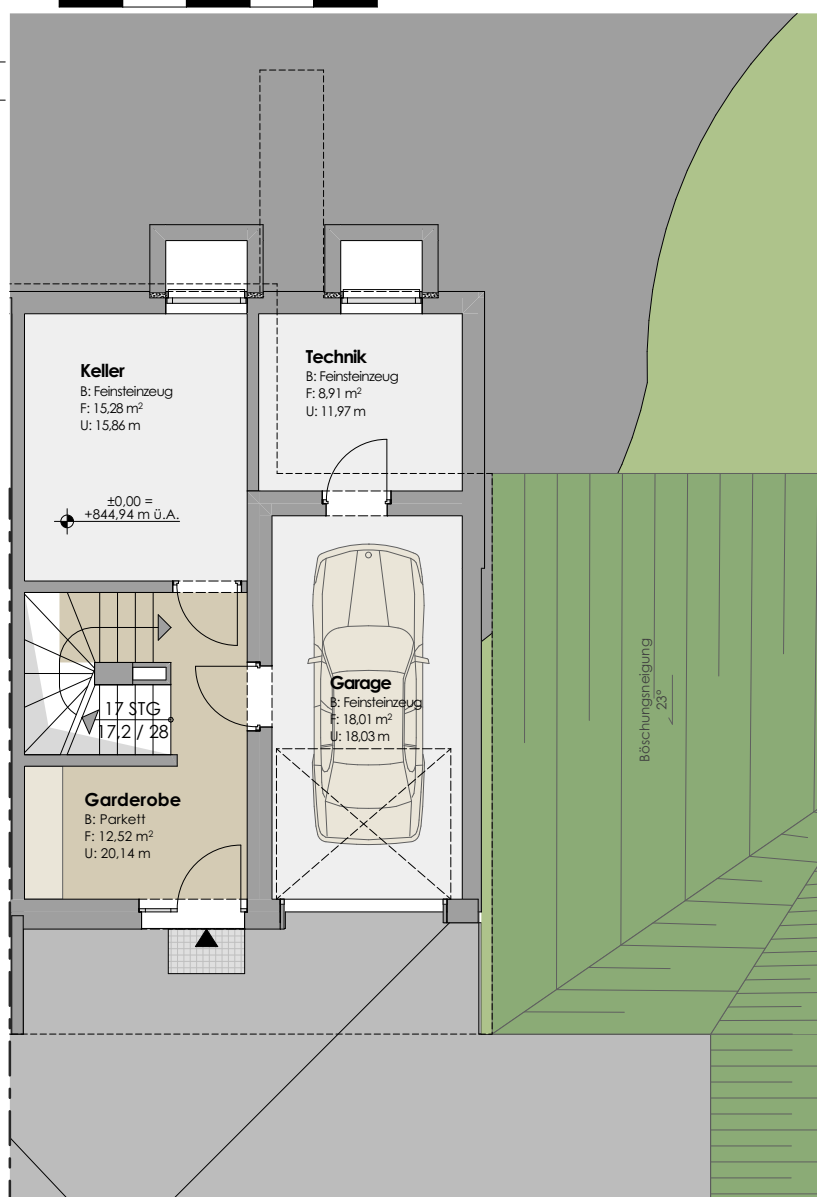 Keller
B: Feinsteinzeug
F: 15,28 m²
U: 15,86 m
Technik
B: Feinsteinzeug
F: 8,91 m²
U: 11,97 m
±0,00 =
+844,94 m ü.A.
Garage
B: Feinsteinzeug
F: 18,01 m²
U: 18,03 m
Böschungsneigung
23°
17 STG
17,2 / 28
Garderobe
B: Parkett
F: 12,52 m²
U: 20,14 m